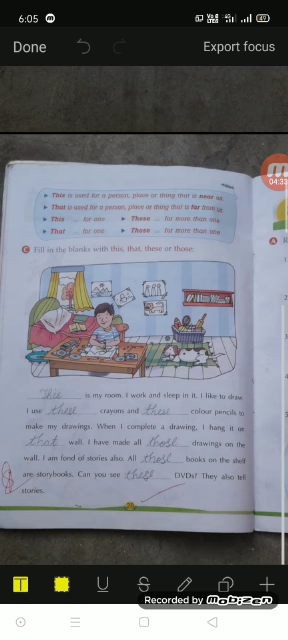 6:05
Done
Export focus
04:33
▸ This is used for a person, place or thing that is near us.
▸ That is used for a person, place or thing that is far from us.
▸ This ... for one ▸ These ... for more than one
▸ That ... for one ▸ Those ... for more than one
C Fill in the blanks with this, that, these or those:
A R
This is my room. I work and sleep in it. I like to draw.
I use these crayons and these colour pencils to
make my drawings. When I complete a drawing, I hang it on
that wall. I have made all those drawings on the
wall. I am fond of stories also. All those books on the shelf
are storybooks. Can you see these DVDs? They also tell
stories.
T U S
Recorded by mobizen